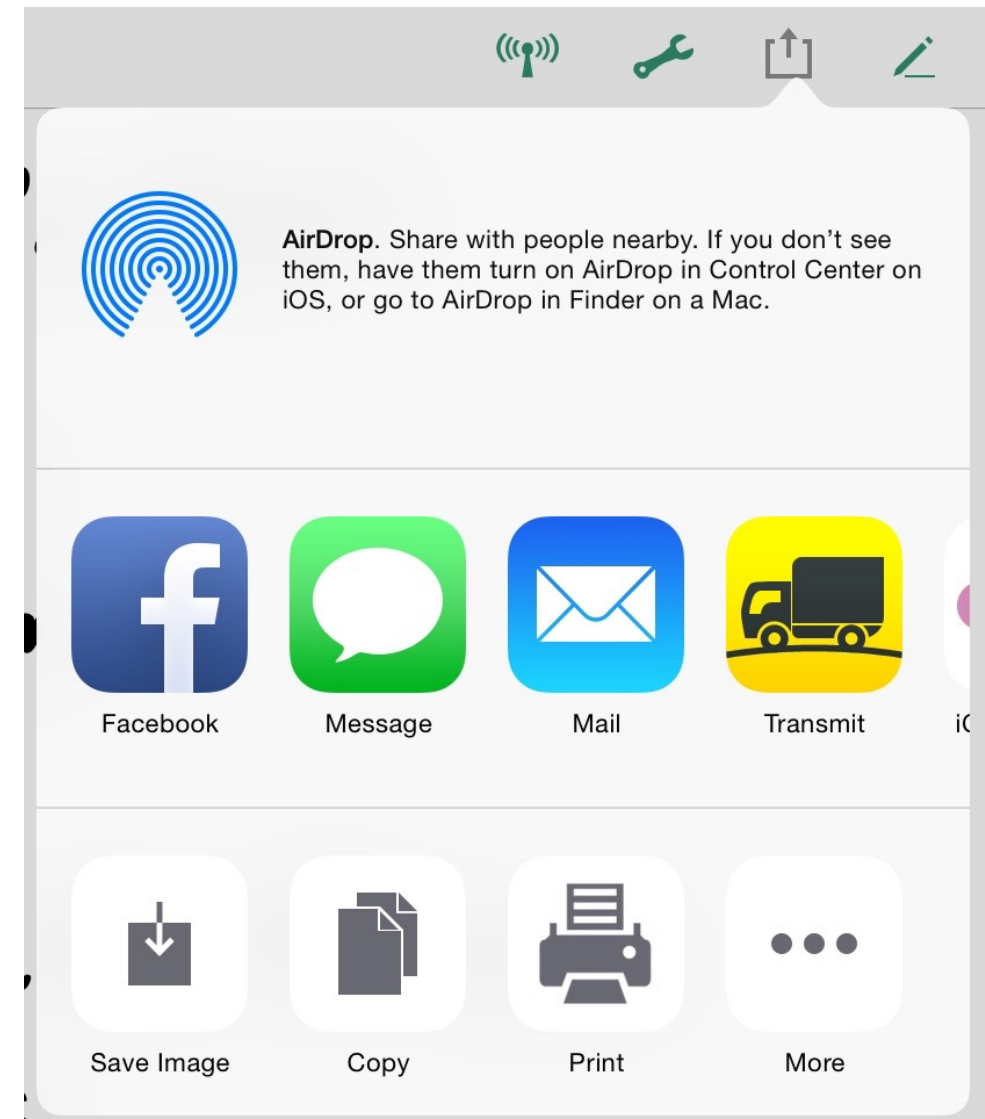 AirDrop. Share with people nearby. If you don’t see
them, have them turn on AirDrop in Control Center on
iOS, or go to AirDrop in Finder on a Mac.
Facebook Message Mail Transmit
Save Image Copy Print More